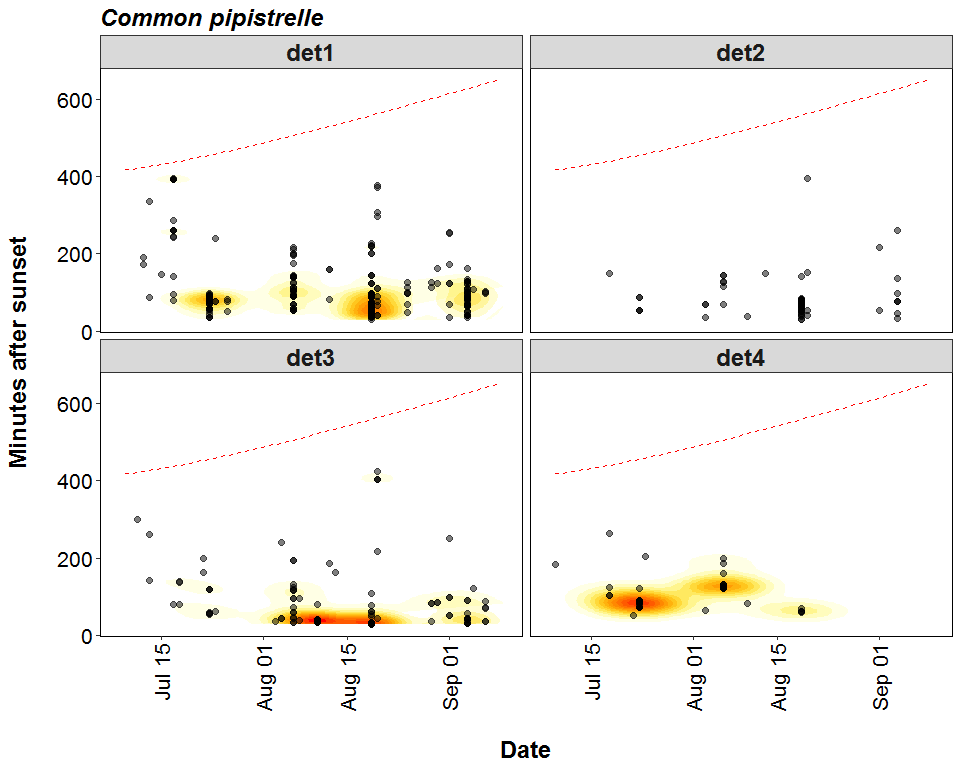 Common pipistrelle
det1
det2
Minutes after sunset
600
400
200
0
det3
det4
600
400
200
0
Jul 15
Aug 01
Aug 15
Sep 01
Jul 15
Aug 01
Aug 15
Sep 01
Date